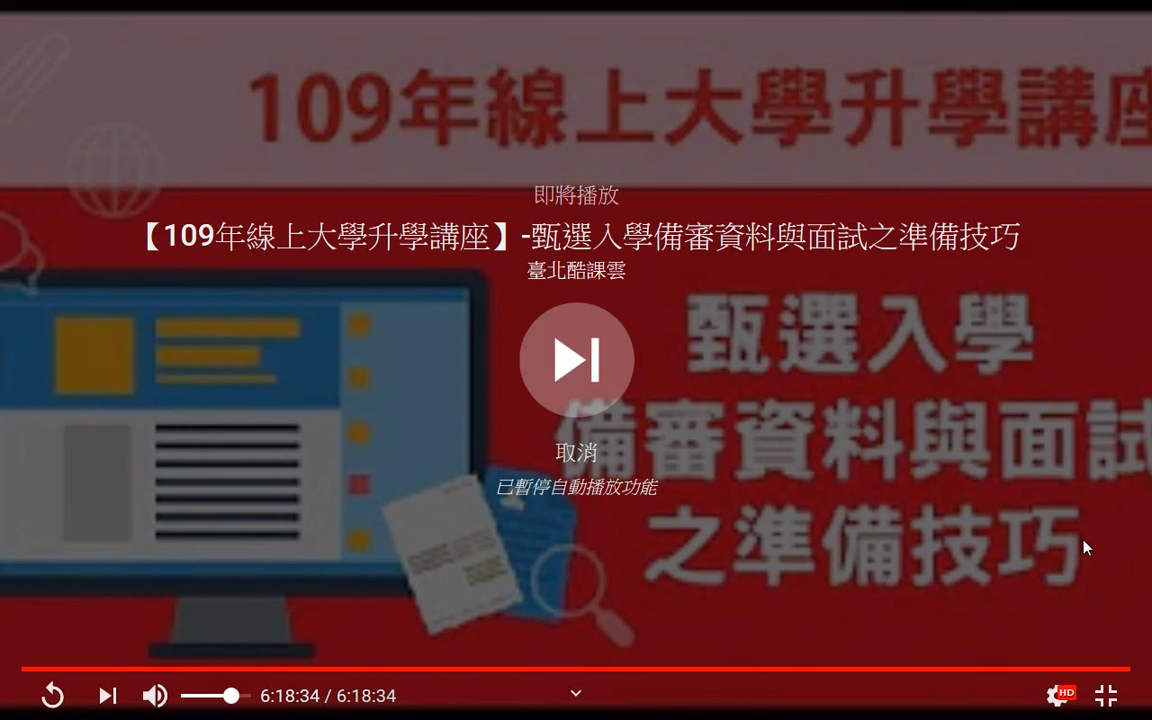 109年線上大學升學講座
即將播放
【109年線上大學升學講座】-甄選入學備審資料與面試之準備技巧
臺北酷課雲
甄選入學
備審資料與面試
之準備技巧
取消
已暫停自動播放功能
6:18:34 / 6:18:34
HD